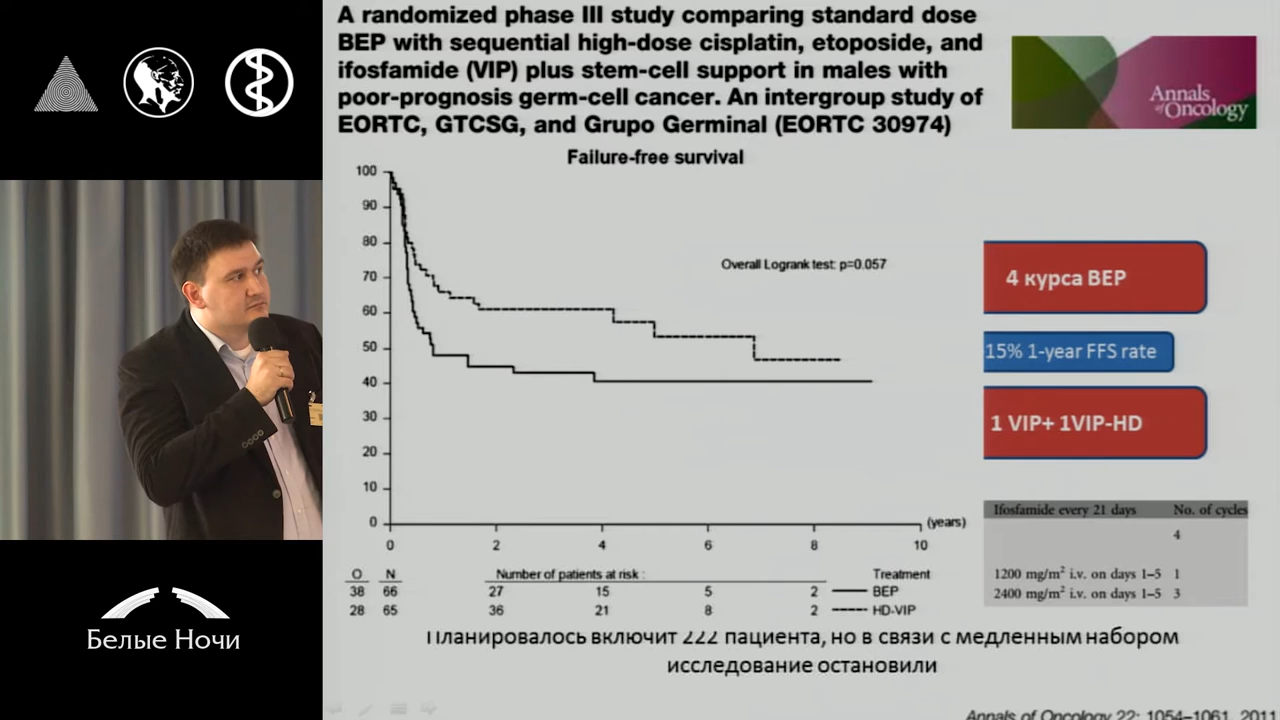 A randomized phase III study comparing standard dose
BEP with sequential high-dose cisplatin, etoposide, and
ifosfamide (VIP) plus stem-cell support in males with
poor-prognosis germ-cell cancer. An intergroup study of
EORTC, GTCSG, and Grupo Germinal (EORTC 30974)
Annals
of Oncology
Failure-free survival
100
90
80
70
60
50
40
30
20
10
0
Overall Logrank test: p=0.057
(years)
0 2 4 6 8 10
O N Number of patients at risk : Treatment
38 66 27 15 5 2 BEP
28 65 36 21 8 2 HD-VIP
4 курса BEP
15% 1-year FFS rate
1 VIP+ 1VIP-HD
Ifosfamide every 21 days No. of cycles
4
1200 mg/m² i.v. on days 1–5 1
2400 mg/m² i.v. on days 1–5 3
Планировалось включит 222 пациента, но в связи с медленным набором
исследование остановили
Annals of Oncology 22: 1054–1061, 2011
Белые Ночи